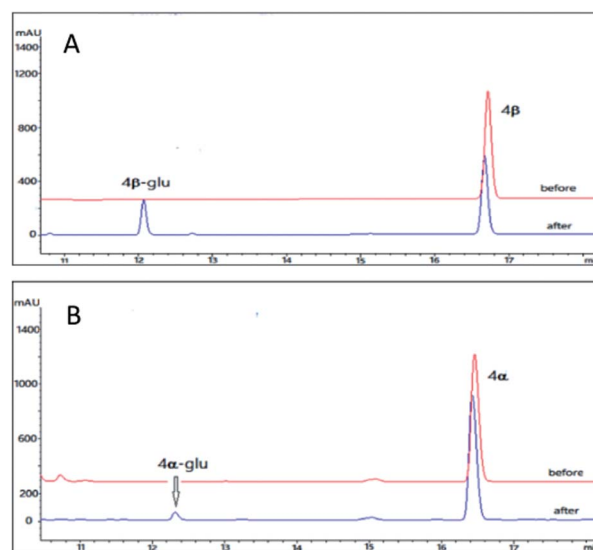 mAU
A
1400
1200
4β
800
4β-glu
400
before
0
after
11 12 13 14 15 16 17
mAU
B
1400
4α
1000
600
4α-glu
before
200
0
after
11 12 13 14 15 16 17